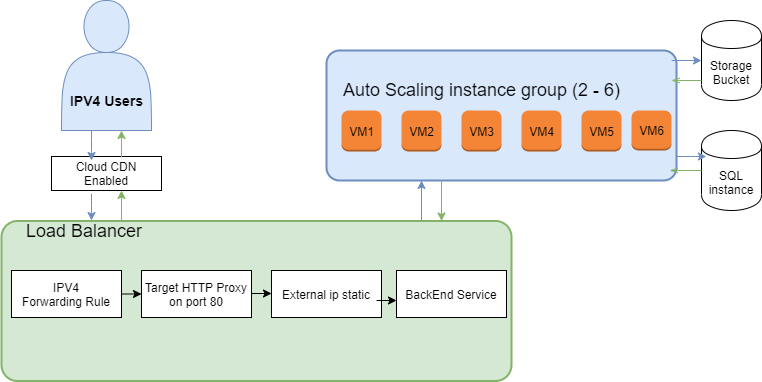 IPV4 Users
Cloud CDN
Enabled
Auto Scaling instance group (2 - 6)
VM1
VM2
VM3
VM4
VM5
VM6
Storage
Bucket
SQL
instance
Load Balancer
IPV4
Forwarding Rule
Target HTTP Proxy
on port 80
External ip static
BackEnd Service